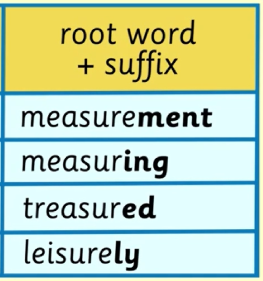 root word
+ suffix
measurement
measuring
treasured
leisurely